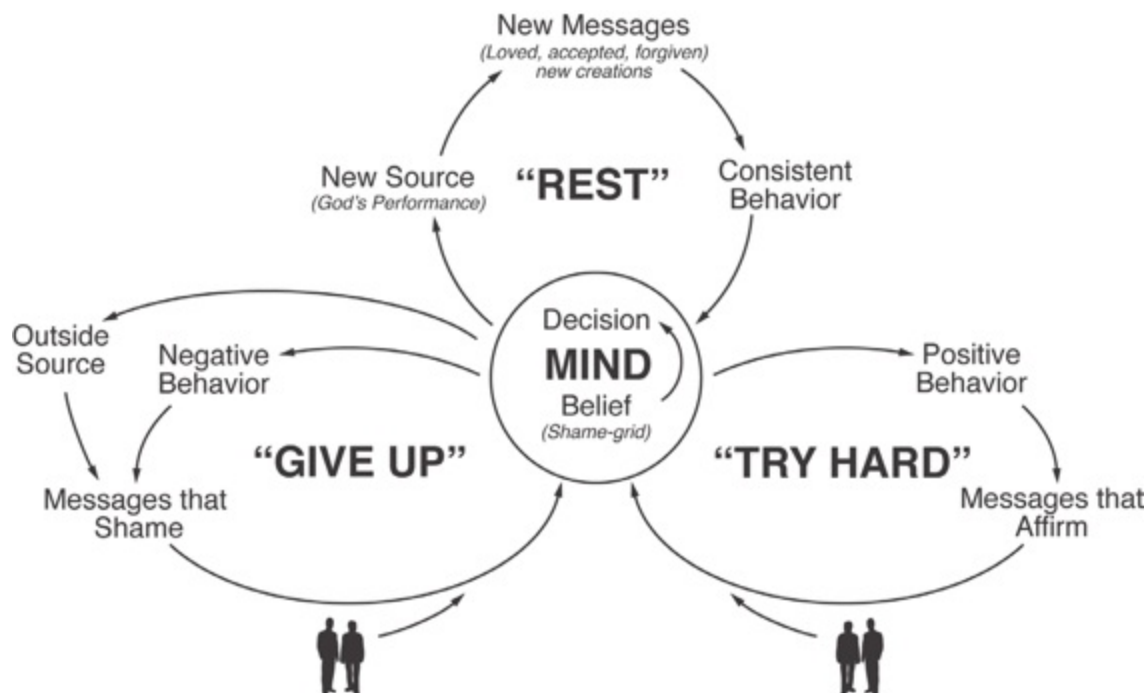 New Messages
(Loved, accepted, forgiven)
new creations
New Source
(God's Performance)
“REST”
Consistent
Behavior
Outside
Source
Negative
Behavior
Decision
MIND
Belief
(Shame-grid)
Positive
Behavior
“GIVE UP”
“TRY HARD”
Messages that
Shame
Messages that
Affirm